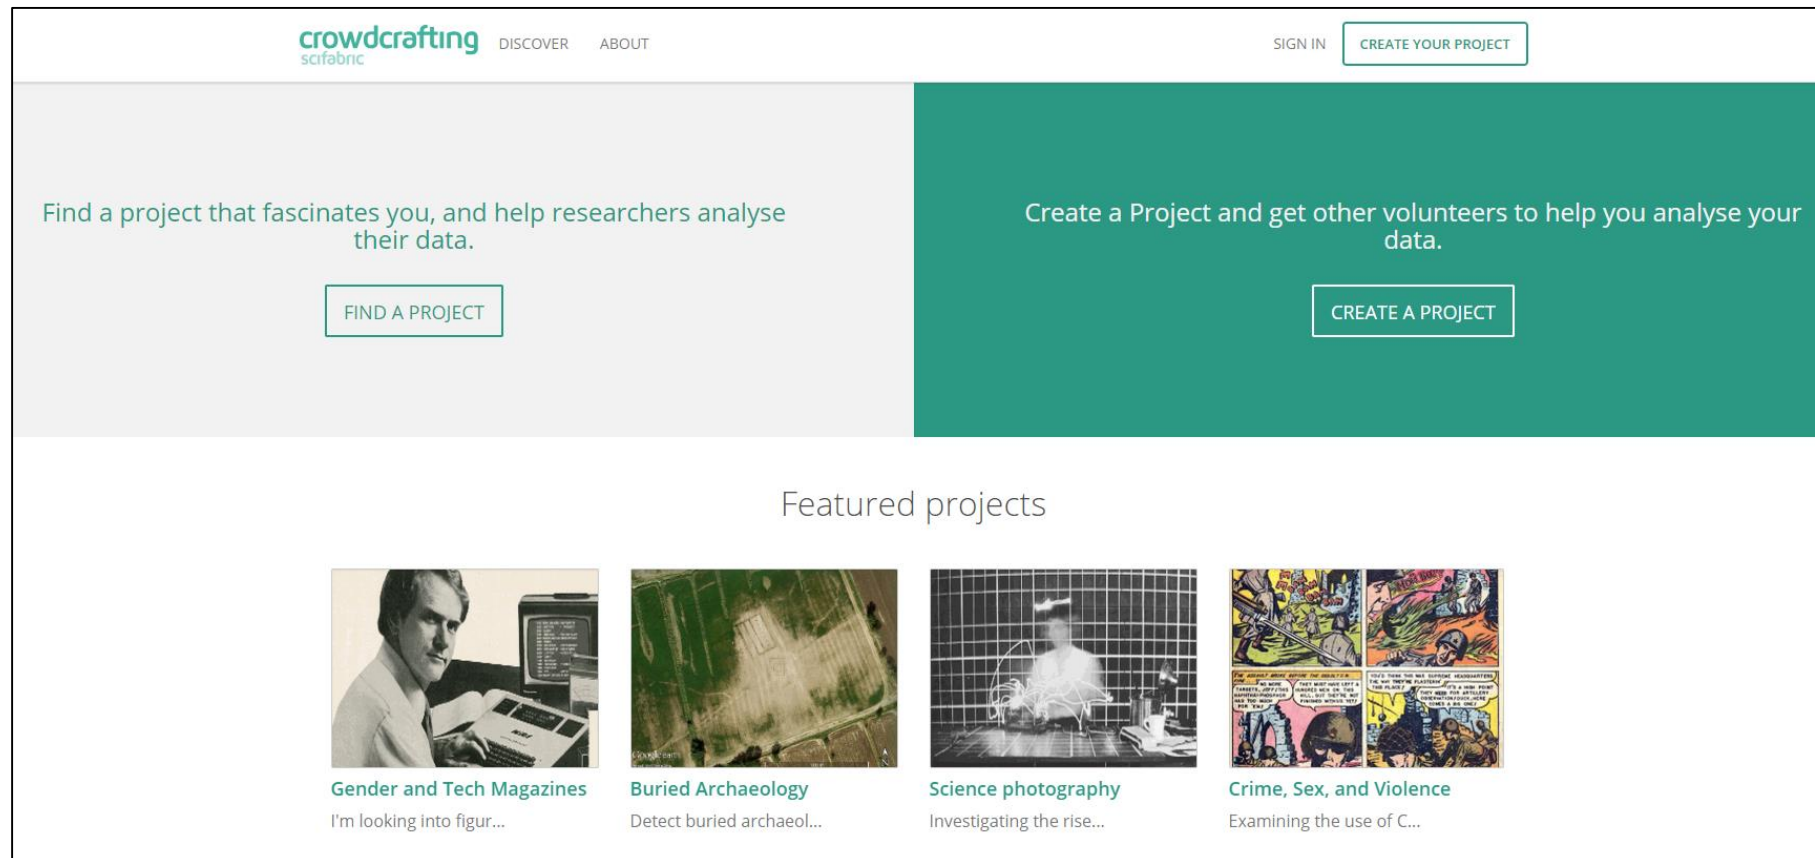 crowdcrafting
scifabric
DISCOVER ABOUT
SIGN IN CREATE YOUR PROJECT
Find a project that fascinates you, and help researchers analyse
their data.
FIND A PROJECT
Create a Project and get other volunteers to help you analyse your
data.
CREATE A PROJECT
Featured projects
Gender and Tech Magazines
I'm looking into figur...
Buried Archaeology
Detect buried archaeol...
Science photography
Investigating the rise...
Crime, Sex, and Violence
Examining the use of C...